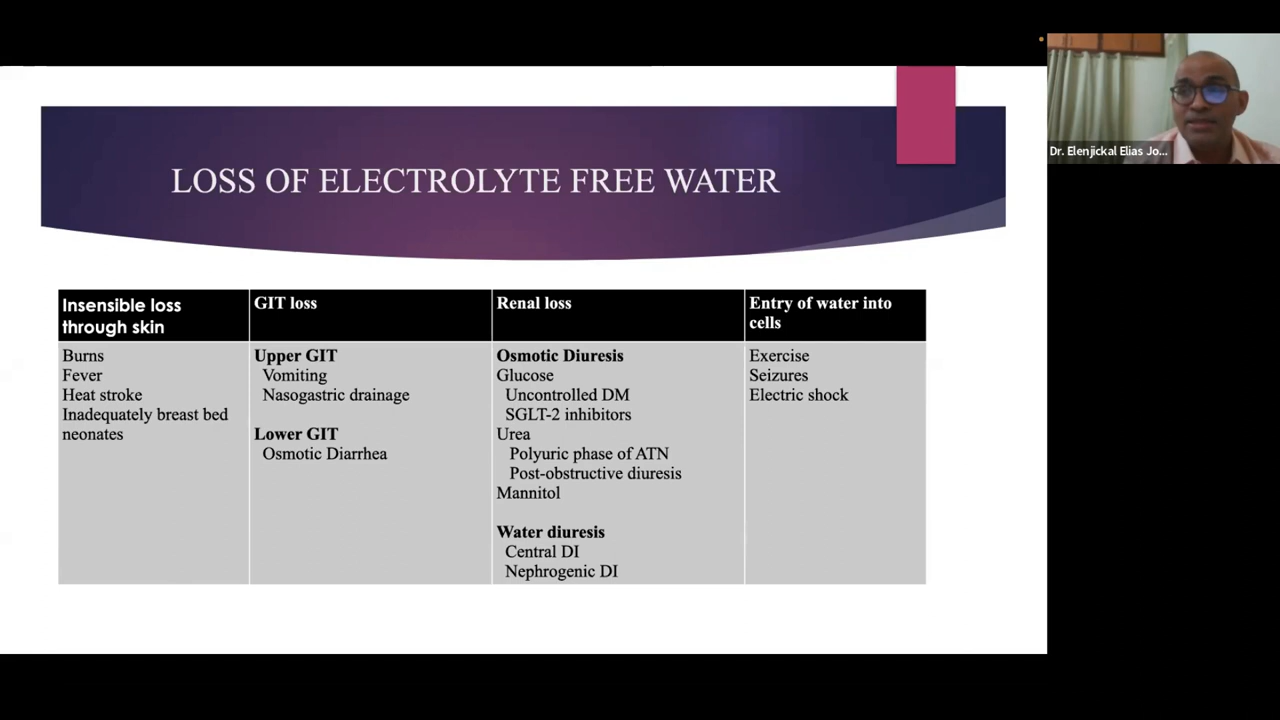 Dr. Elenjickal Elias Jo...
LOSS OF ELECTROLYTE FREE WATER
Insensible loss
through skin
Burns
Fever
Heat stroke
Inadequately breast bed
neonates
GIT loss
Upper GIT
Vomiting
Nasogastric drainage
Lower GIT
Osmotic Diarrhea
Renal loss
Osmotic Diuresis
Glucose
Uncontrolled DM
SGLT-2 inhibitors
Urea
Polyuric phase of ATN
Post-obstructive diuresis
Mannitol
Water diuresis
Central DI
Nephrogenic DI
Entry of water into
cells
Exercise
Seizures
Electric shock